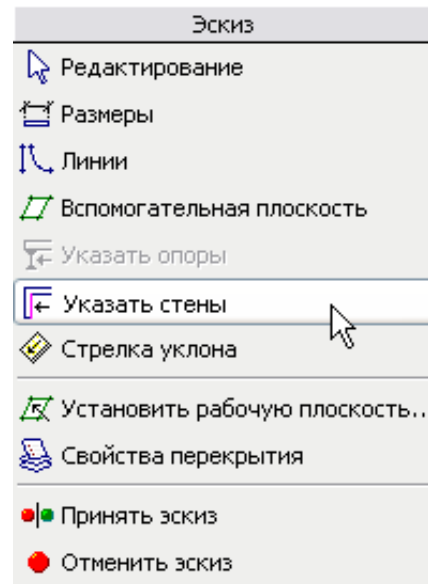 Эскиз
Редактирование
Размеры
Линии
Вспомогательная плоскость
Указать опоры
Указать стены
Стрелка уклона
Установить рабочую плоскость..
Свойства перекрытия
Принять эскиз
Отменить эскиз